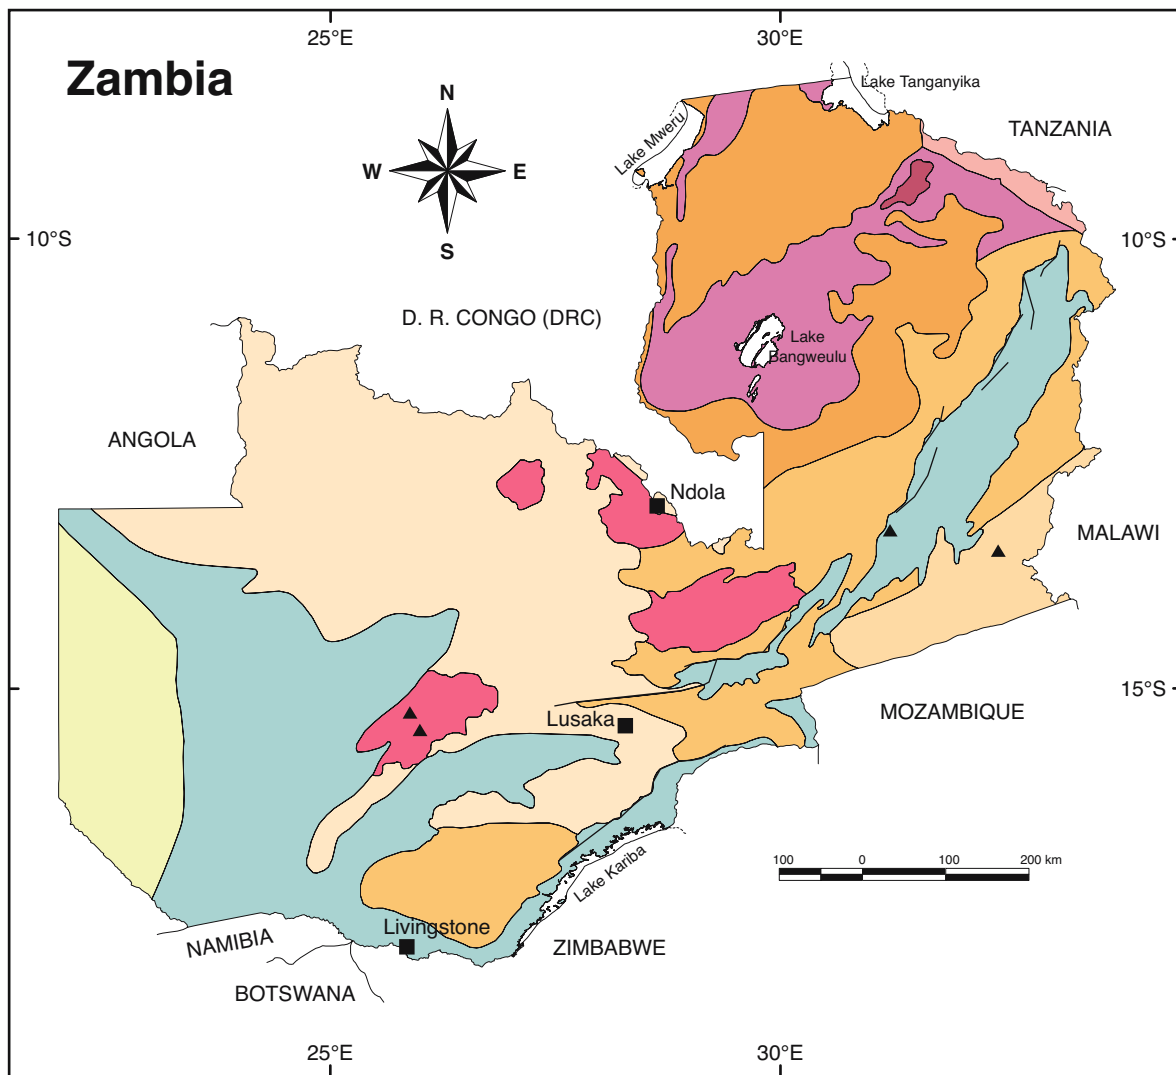 25°E
30°E
Zambia
Lake Tanganyika
N
TANZANIA
Lake Mweru
W
E
S
10°S
10°S
D. R. CONGO (DRC)
Lake
Bangweulu
ANGOLA
Ndola
MALAWI
15°S
MOZAMBIQUE
Lusaka
100
0
100
200 km
Lake Kariba
Livingstone
NAMIBIA
ZIMBABWE
BOTSWANA
25°E
30°E